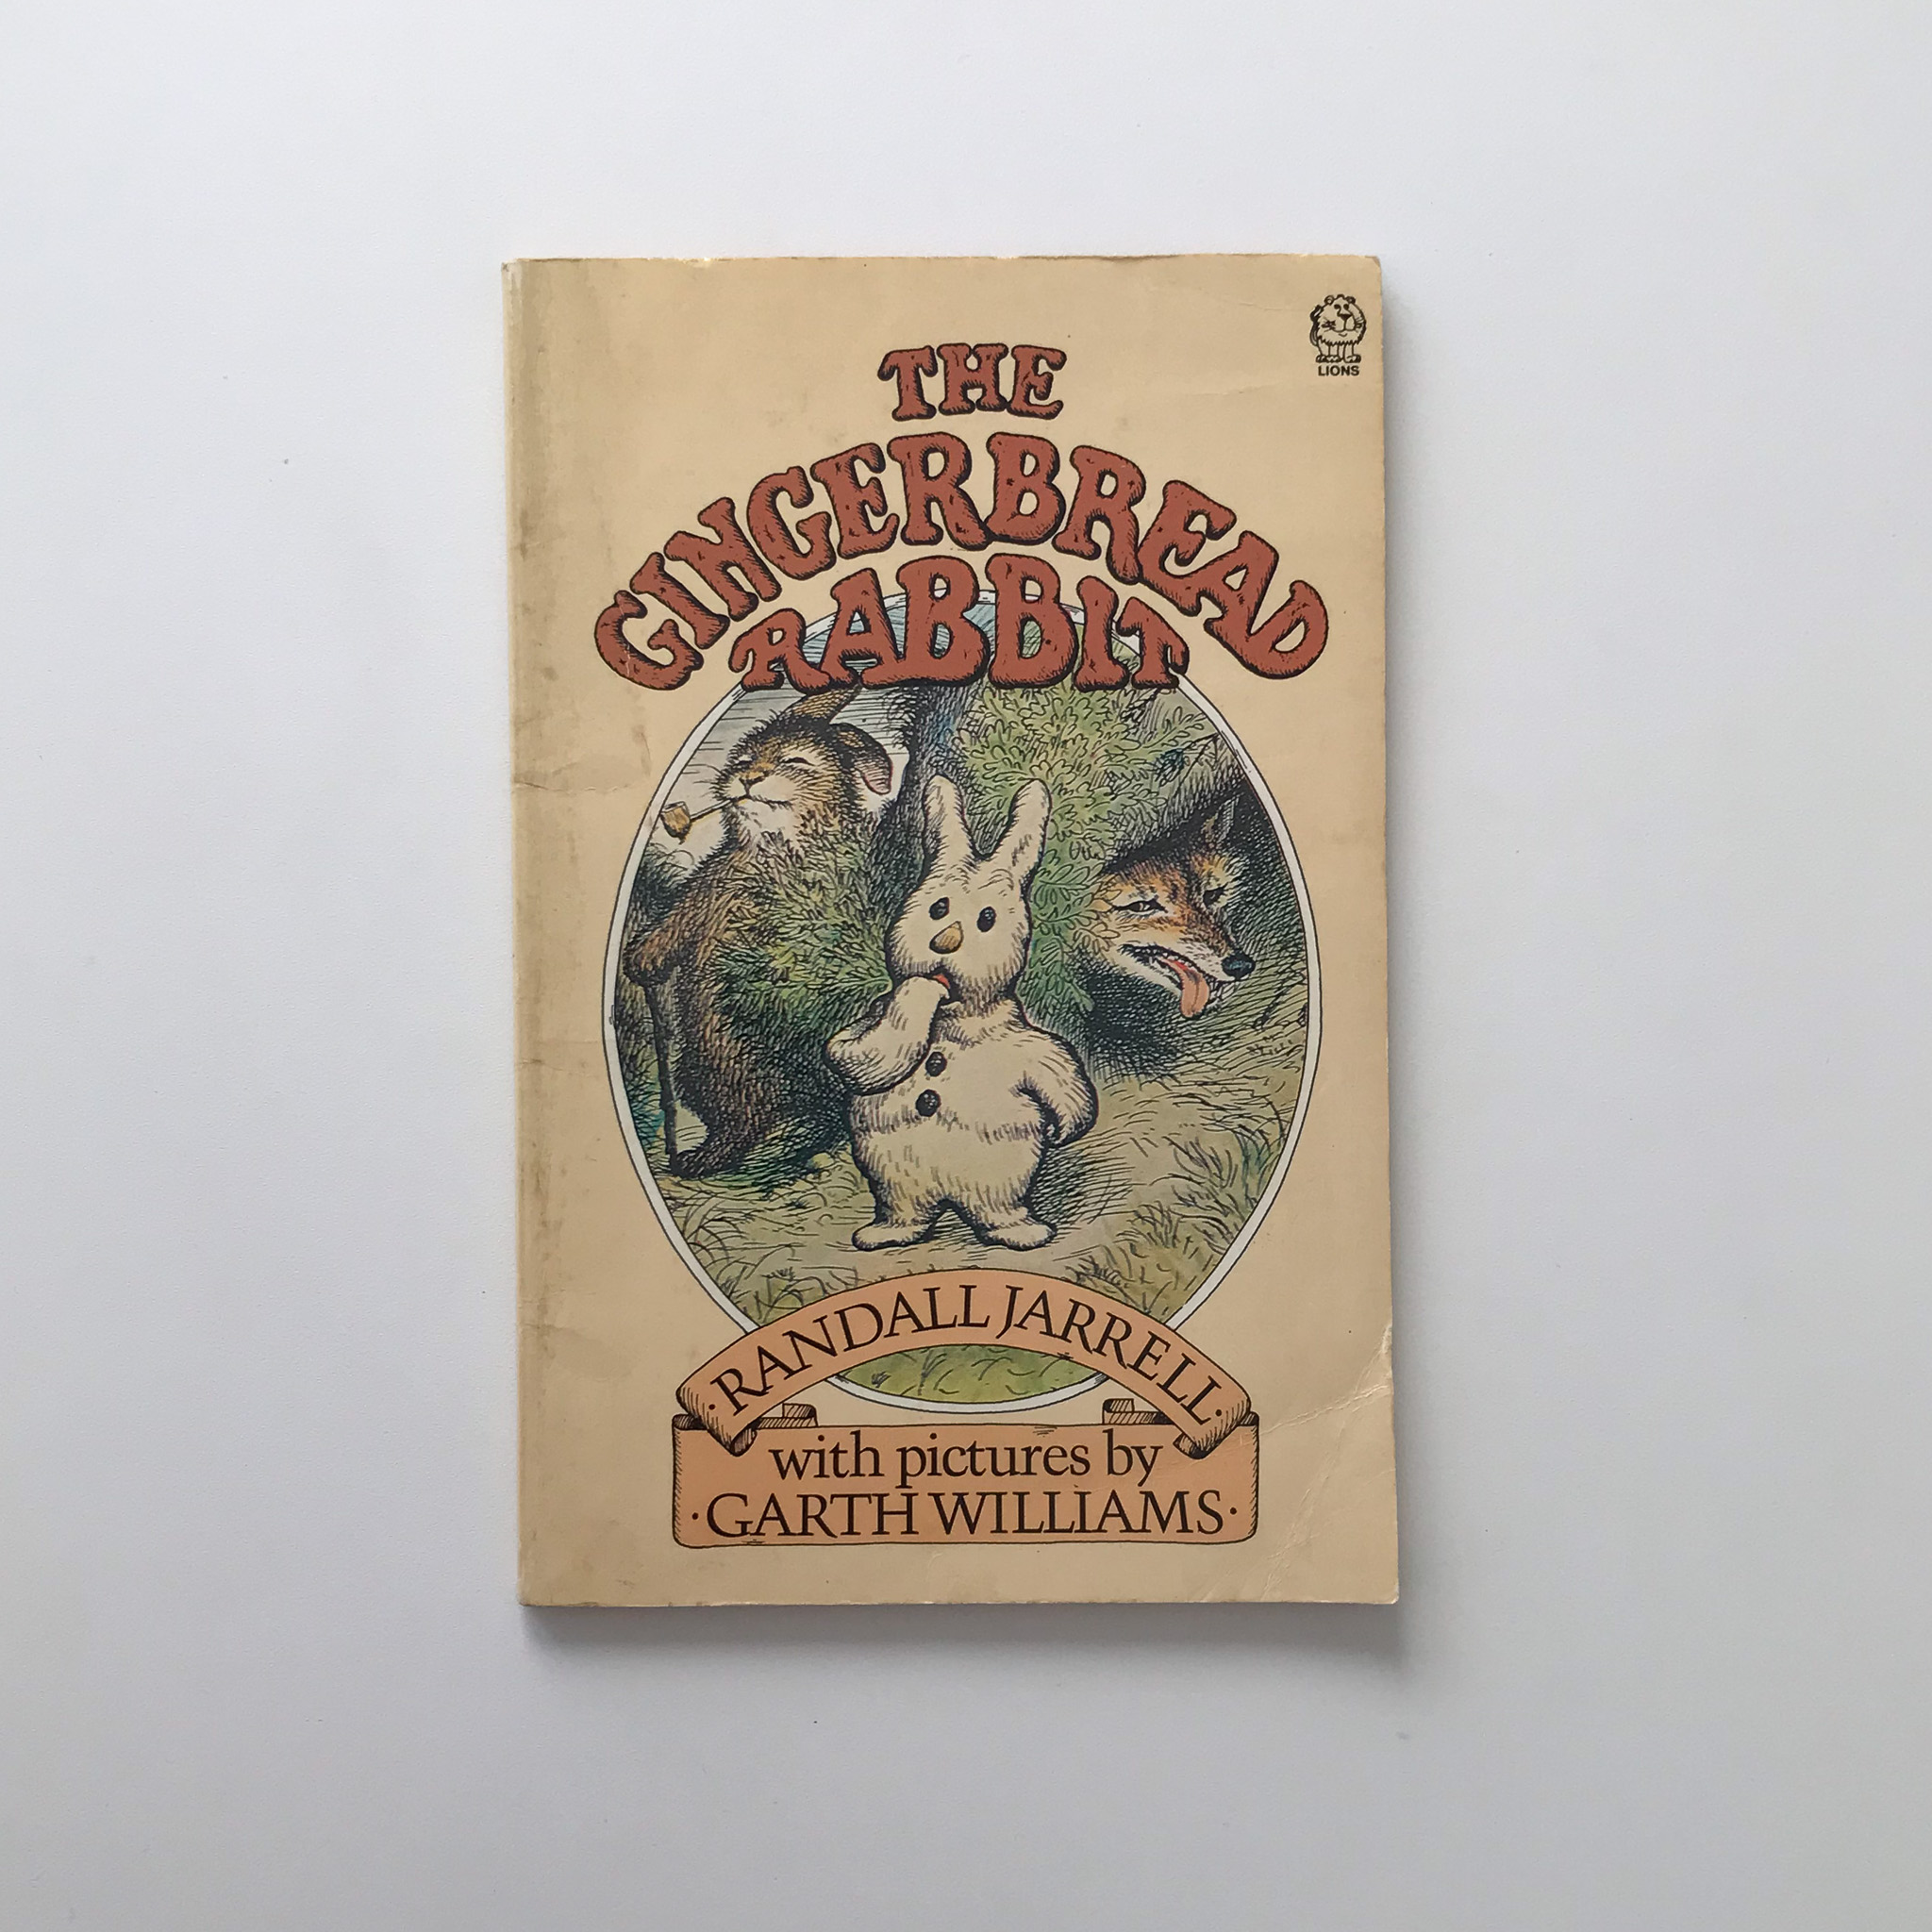 LIONS
THE
GINGERBREAD
RABBIT
·RANDALL JARRELL·
with pictures by
·GARTH WILLIAMS·